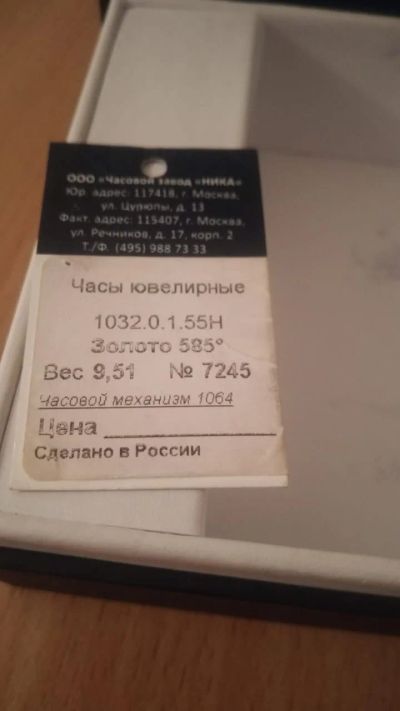 ООО «Часовой завод «НИКА»
Юр. адрес: 117418, г. Москва,
ул. Цюрупы, д. 13
Факт. адрес: 115407, г. Москва,
ул. Речников, д. 17, корп. 2
Т./Ф. (495) 988 73 33
Часы ювелирные
1032.0.1.55H
Золото 585°
Вес 9,51 № 7245
Часовой механизм 1064
Цена
Сделано в России